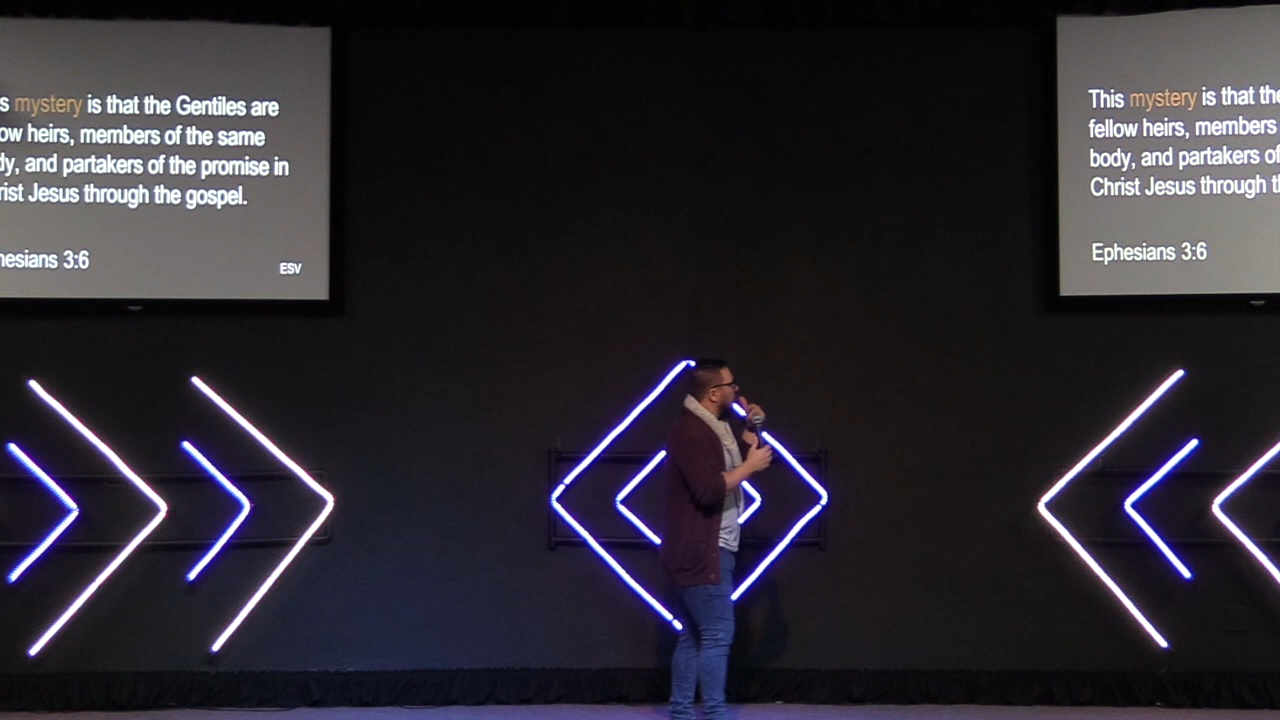 s mystery is that the Gentiles are
ow heirs, members of the same
dy, and partakers of the promise in
rist Jesus through the gospel.
hesians 3:6
ESV
This mystery is that the
fellow heirs, members
body, and partakers of
Christ Jesus through th
Ephesians 3:6